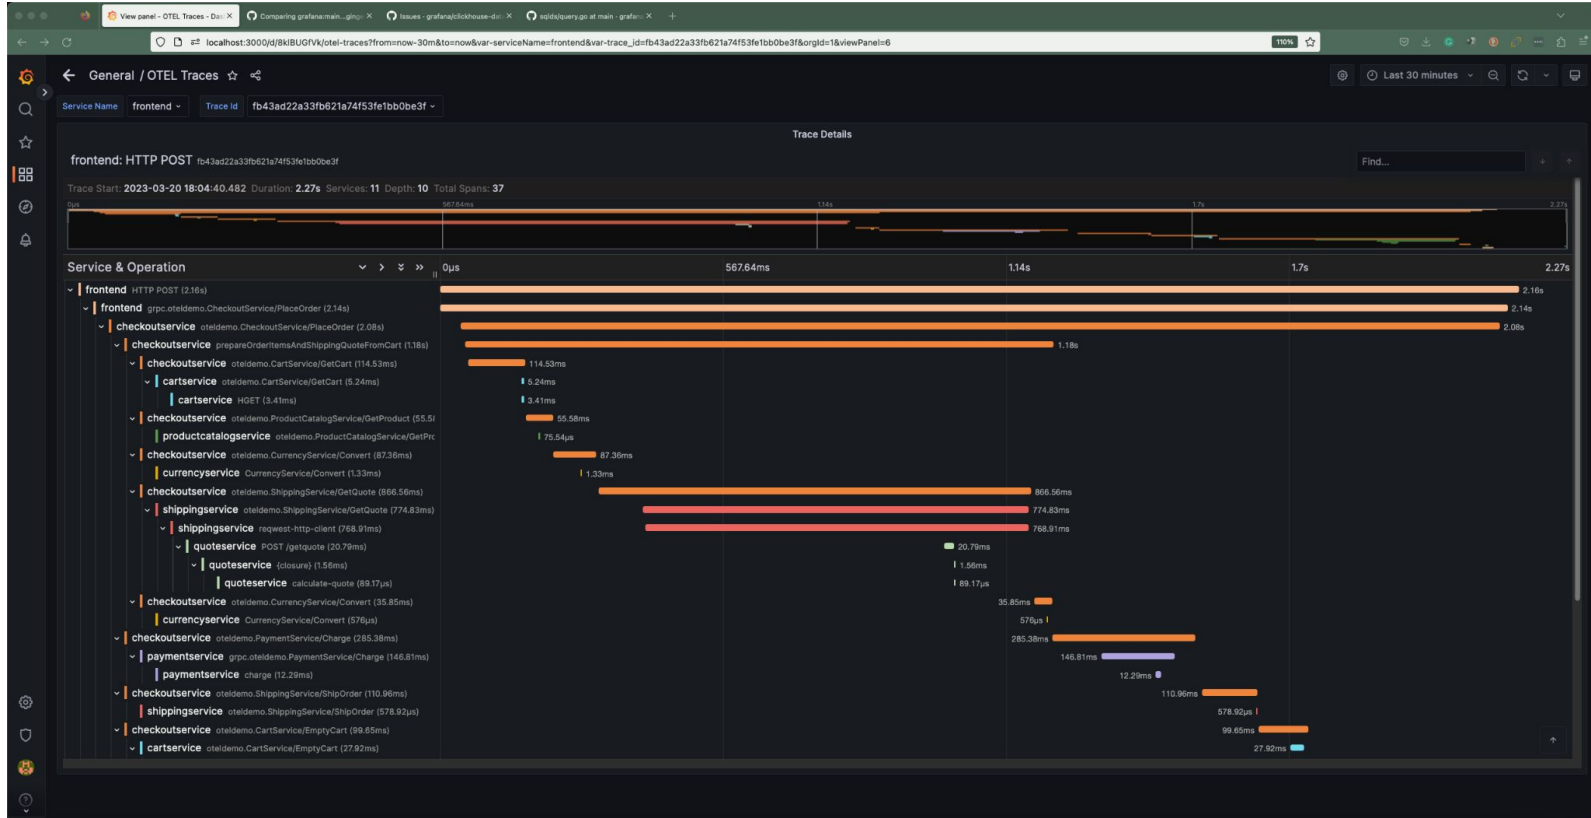 View panel - OTEL Traces - Das
Comparing grafana:main...ginge
Issues - grafana/clickhouse-dat
sqlds/query.go at main · grafana
localhost:3000/d/8klBUGfVk/otel-traces?from=now-30m&to=now&var-serviceName=frontend&var-trace_id=fb43ad22a33fb621a74f53fe1bb0be3f&orgId=1&viewPanel=6
110%
General / OTEL Traces
Last 30 minutes
Service Name frontend Trace Id fb43ad22a33fb621a74f53fe1bb0be3f
Trace Details
frontend: HTTP POST fb43ad22a33fb621a74f53fe1bb0be3f
Find...
Trace Start: 2023-03-20 18:04:40.482 Duration: 2.27s Services: 11 Depth: 10 Total Spans: 37
0µs 567.64ms 1.14s 1.7s 2.27s
Service & Operation 0µs 567.64ms 1.14s 1.7s 2.27s
frontend HTTP POST (2.16s) 2.16s
frontend grpc.oteldemo.CheckoutService/PlaceOrder (2.14s) 2.14s
checkoutservice oteldemo.CheckoutService/PlaceOrder (2.08s) 2.08s
checkoutservice prepareOrderItemsAndShippingQuoteFromCart (1.18s) 1.18s
checkoutservice oteldemo.CartService/GetCart (114.53ms) 114.53ms
cartservice oteldemo.CartService/GetCart (5.24ms) 5.24ms
cartservice HGET (3.41ms) 3.41ms
checkoutservice oteldemo.ProductCatalogService/GetProduct (55.58 55.58ms
productcatalogservice oteldemo.ProductCatalogService/GetPro 75.54µs
checkoutservice oteldemo.CurrencyService/Convert (87.36ms) 87.36ms
currencyservice CurrencyService/Convert (1.33ms) 1.33ms
checkoutservice oteldemo.ShippingService/GetQuote (866.56ms) 866.56ms
shippingservice oteldemo.ShippingService/GetQuote (774.83ms) 774.83ms
shippingservice reqwest-http-client (768.91ms) 768.91ms
quoteservice POST /getquote (20.79ms) 20.79ms
quoteservice {closure} (1.56ms) 1.56ms
quoteservice calculate-quote (89.17µs) 89.17µs
checkoutservice oteldemo.CurrencyService/Convert (35.85ms) 35.85ms
currencyservice CurrencyService/Convert (576µs) 576µs
checkoutservice oteldemo.PaymentService/Charge (285.38ms) 285.38ms
paymentservice grpc.oteldemo.PaymentService/Charge (146.81ms) 146.81ms
paymentservice charge (12.29ms) 12.29ms
checkoutservice oteldemo.ShippingService/ShipOrder (110.96ms) 110.96ms
shippingservice oteldemo.ShippingService/ShipOrder (578.92µs) 578.92µs
checkoutservice oteldemo.CartService/EmptyCart (99.65ms) 99.65ms
cartservice oteldemo.CartService/EmptyCart (27.92ms) 27.92ms